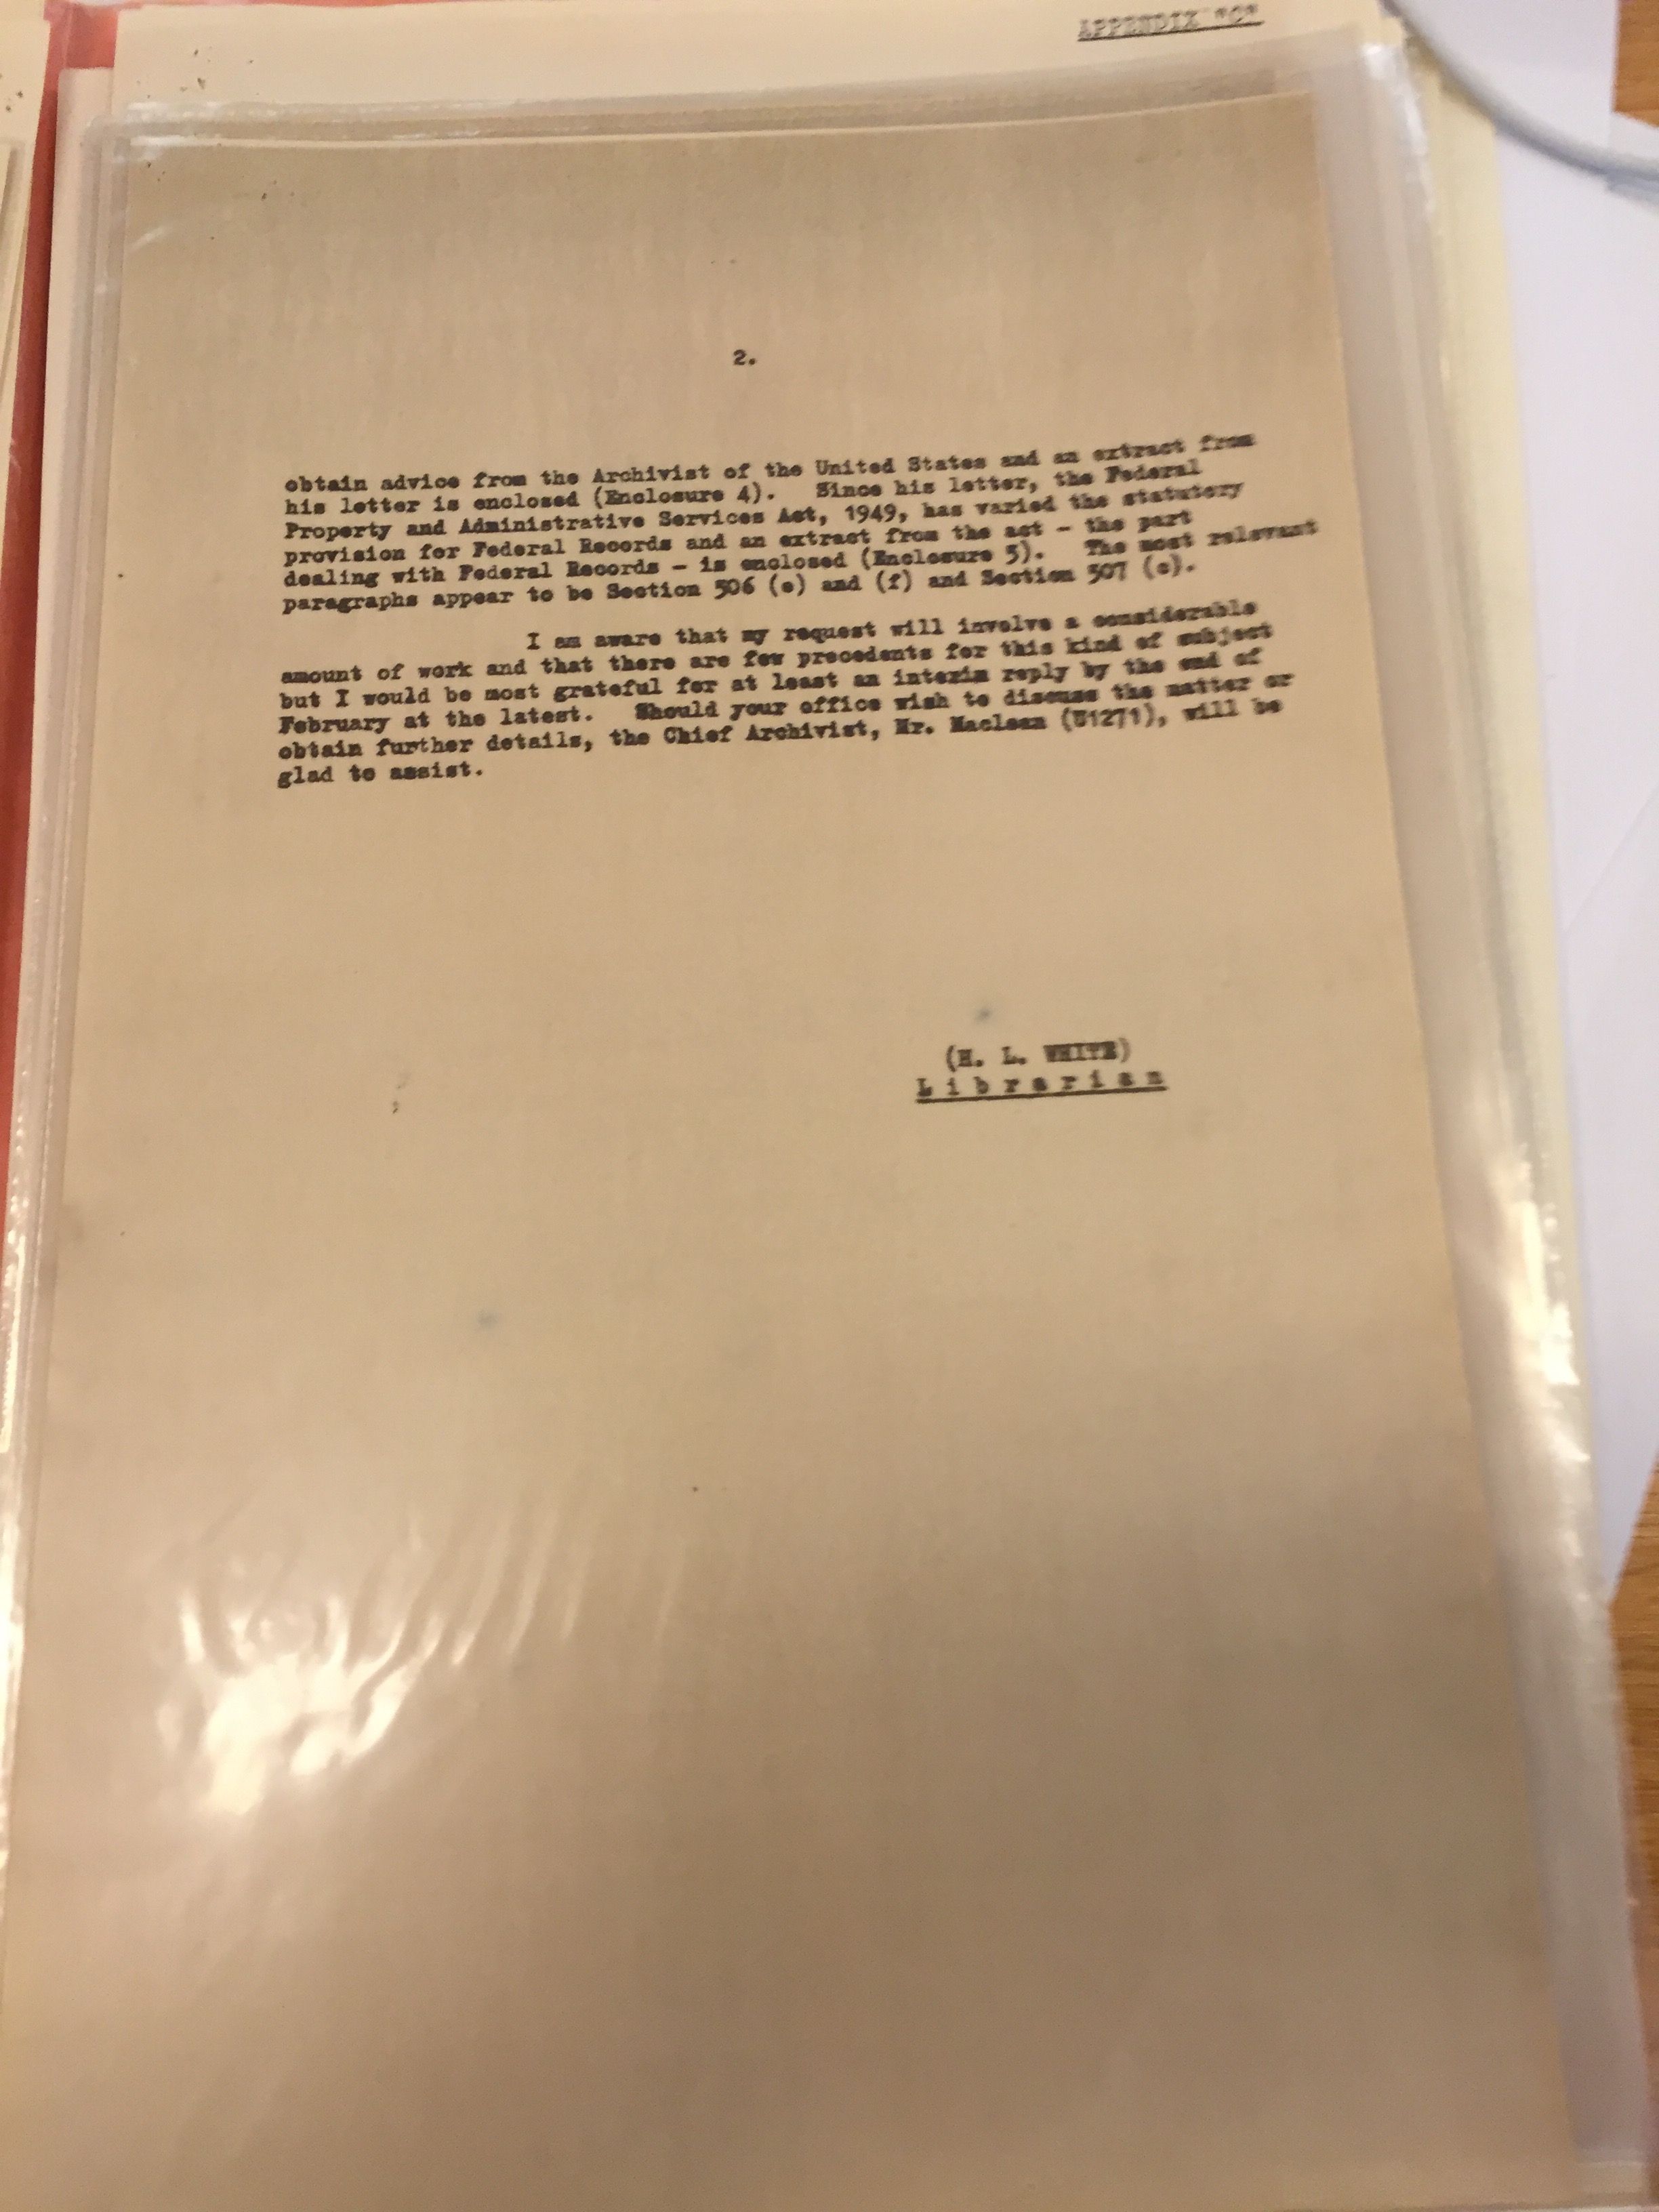 APPENDIX "C"
2.
obtain advice from the Archivist of the United States and an extract from
his letter is enclosed (Enclosure 4). Since his letter, the Federal
Property and Administrative Services Act, 1949, has varied the statutory
provision for Federal Records and an extract from the act - the part
dealing with Federal Records - is enclosed (Enclosure 5). The most relevant
paragraphs appear to be Section 506 (e) and (f) and Section 507 (c).
I am aware that my request will involve a considerable
amount of work and that there are few precedents for this kind of subject
but I would be most grateful for at least an interim reply by the end of
February at the latest. Should your office wish to discuss the matter or
obtain further details, the Chief Archivist, Mr. Maclean (U1271), will be
glad to assist.
(H. L. WHITE)
Librarian